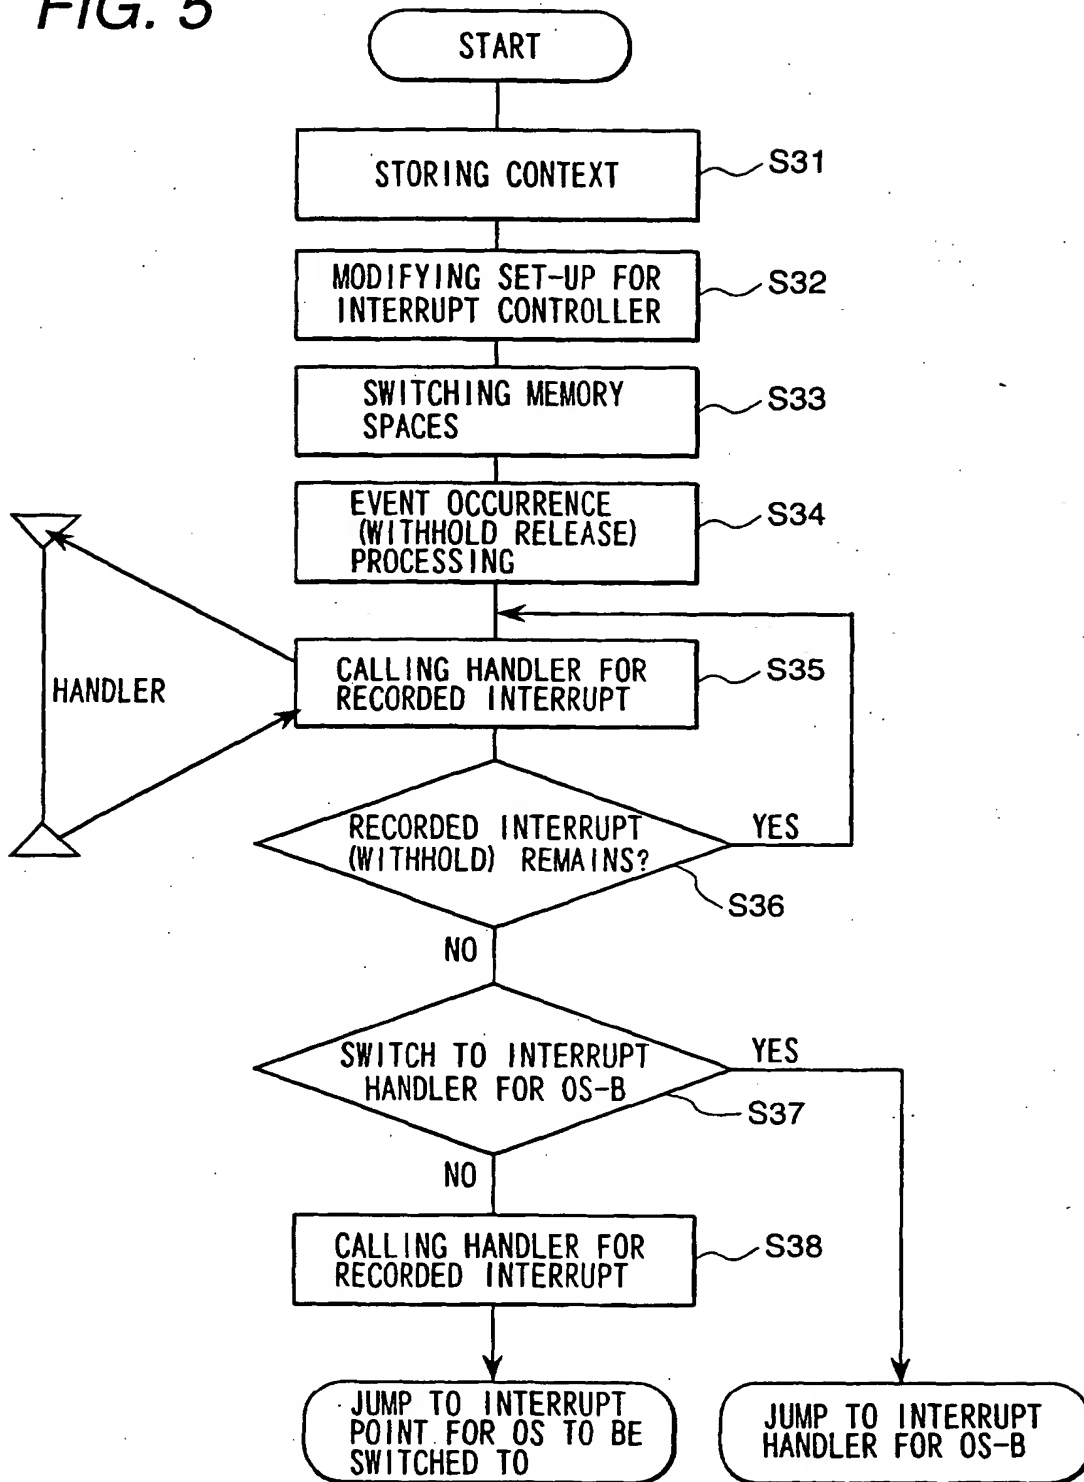 FIG. 5
START
STORING CONTEXT
S31
MODIFYING SET-UP FOR
INTERRUPT CONTROLLER
S32
SWITCHING MEMORY
SPACES
S33
EVENT OCCURRENCE
(WITHHOLD RELEASE)
PROCESSING
S34
HANDLER
CALLING HANDLER FOR
RECORDED INTERRUPT
S35
RECORDED INTERRUPT
(WITHHOLD) REMAINS?
YES
S36
NO
SWITCH TO INTERRUPT
HANDLER FOR OS-B
YES
S37
NO
CALLING HANDLER FOR
RECORDED INTERRUPT
S38
JUMP TO INTERRUPT
POINT FOR OS TO BE
SWITCHED TO
JUMP TO INTERRUPT
HANDLER FOR OS-B